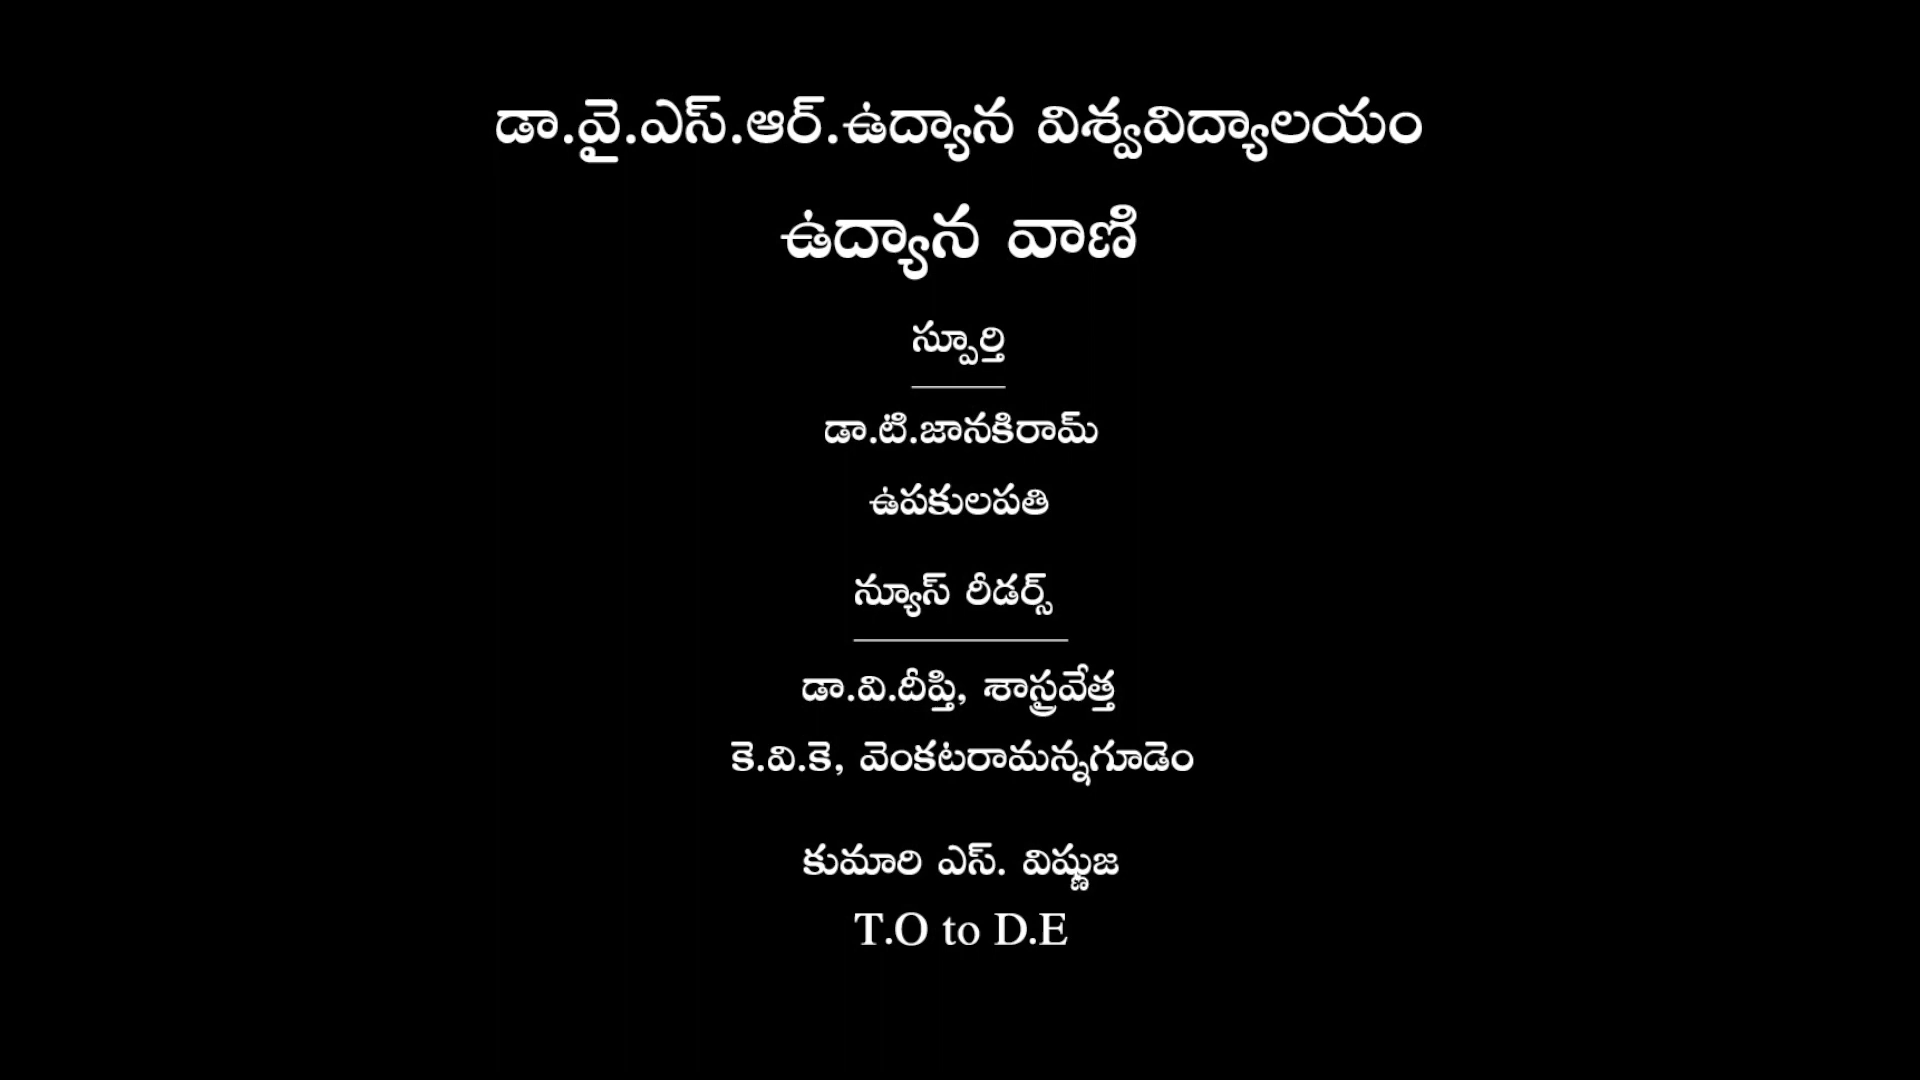 డా.వై.ఎస్.ఆర్.ఉద్యాన విశ్వవిద్యాలయం
ఉద్యాన వాణి
స్పూర్తి
డా.టి.జానకిరామ్
ఉపకులపతి
న్యూస్ రీడర్స్
డా.వి.దీప్తి, శాస్త్రవేత్త
కె.వి.కె, వెంకటరామన్నగూడెం
కుమారి ఎస్. విష్ణుజ
T.O to D.E